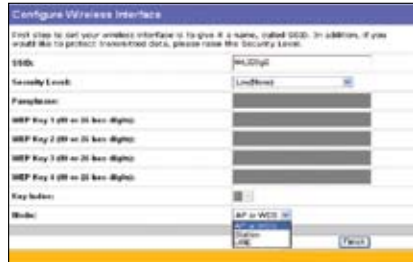 Configure Wireless Interface
First step to set your wireless interface is to give it a name, called SSID. In addition, if you
would like to protect transmitted data, please raise the Security Level.
SSID:
Security Level: Low(None)
Passphrase:
WEP Key 1 (10 or 26 hex digits):
WEP Key 2 (10 or 26 hex digits):
WEP Key 3 (10 or 26 hex digits):
WEP Key 4 (10 or 26 hex digits):
Key Index:
Mode: AP or WDS
AP or WDS
Station
Finish